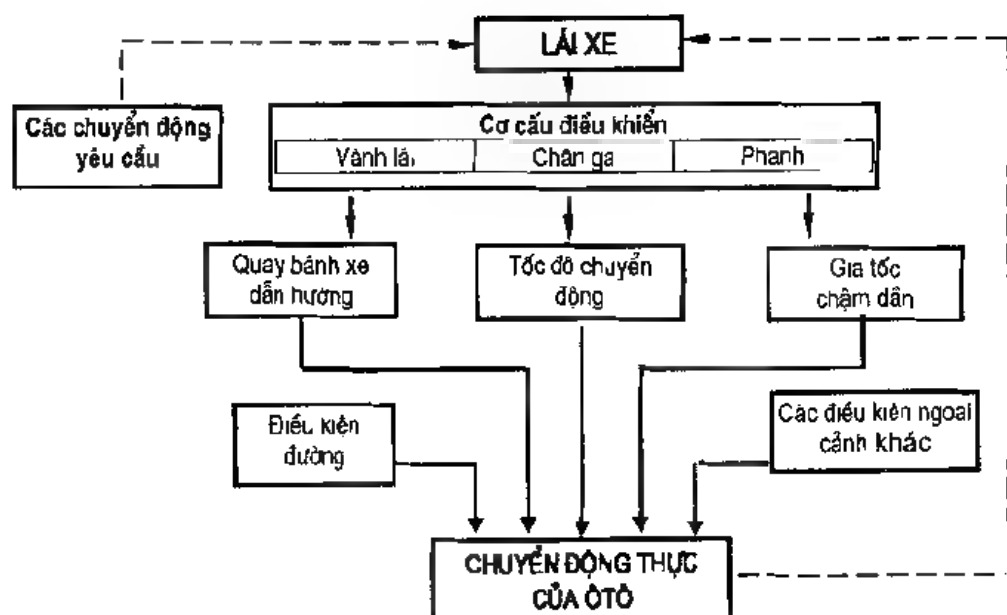 LÁI XE
Các chuyển động
yêu cầu
Cơ cấu điều khiển
Vành lái
Chân ga
Phanh
Quay bánh xe
dẫn hướng
Tốc độ chuyển
động
Gia tốc
chậm dần
Điều kiện
đường
Các điều kiện ngoại
cảnh khác
CHUYỂN ĐỘNG THỰC
CỦA ÔTÔ